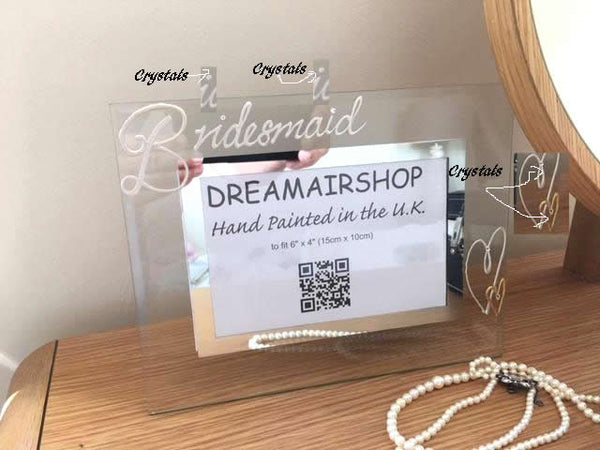 Crystals
Crystals
Bridesmaid
Crystals
DREAMAIRSHOP
Hand Painted in the U.K.
to fit 6" x 4" (15cm x 10cm)